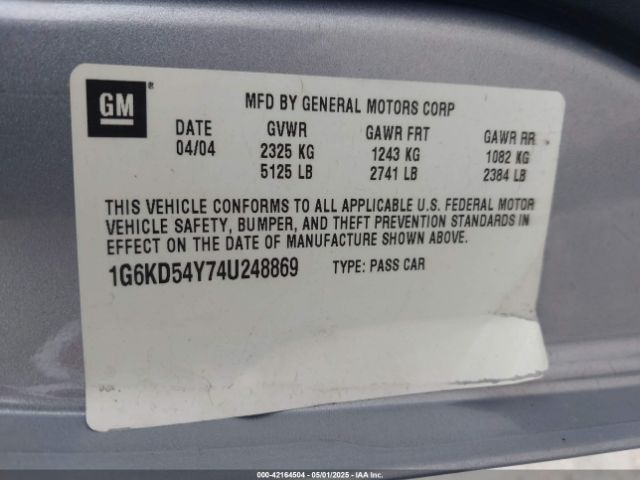 GM®
MFD BY GENERAL MOTORS CORP
DATE GVWR GAWR FRT GAWR RR
04/04 2325 KG 1243 KG 1082 KG
5125 LB 2741 LB 2384 LB
THIS VEHICLE CONFORMS TO ALL APPLICABLE U.S. FEDERAL MOTOR
VEHICLE SAFETY, BUMPER, AND THEFT PREVENTION STANDARDS IN
EFFECT ON THE DATE OF MANUFACTURE SHOWN ABOVE.
1G6KD54Y74U248869 TYPE: PASS CAR
000-42164504 - 05/01/2025 - IAA Inc.